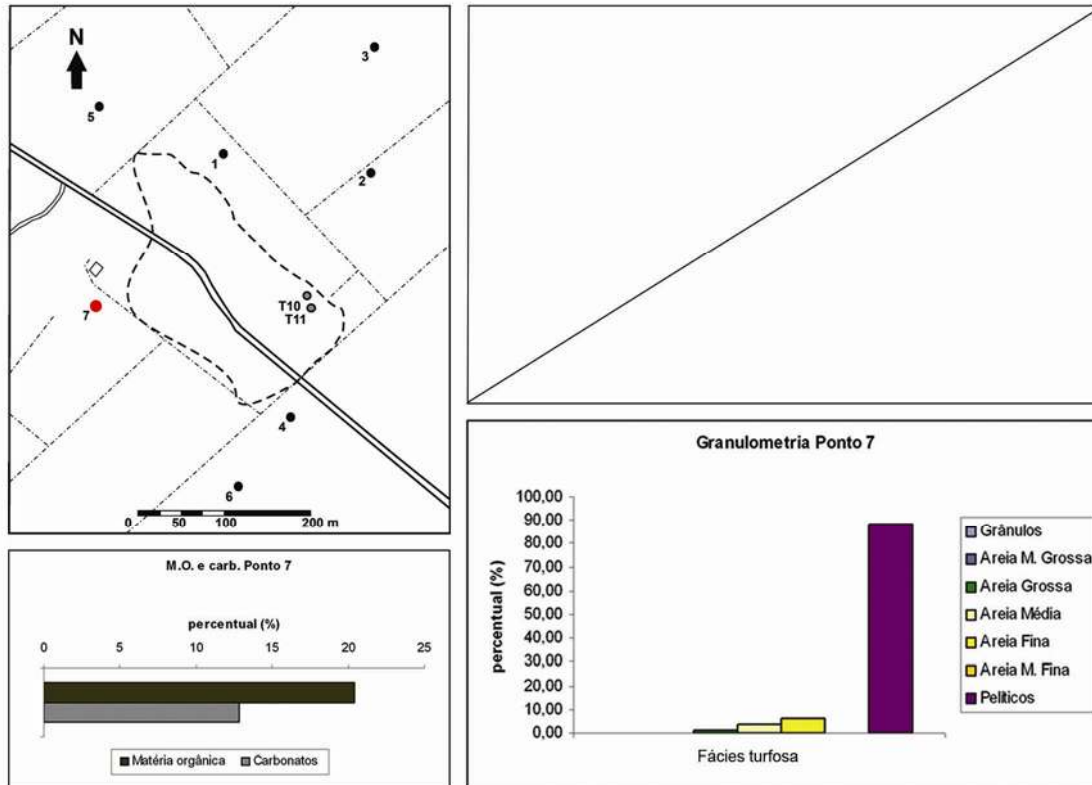 N
3
5
1
2
T10
T11
7
4
6
0 50 100 200 m
M.O. e carb. Ponto 7
percentual (%)
0 5 10 15 20 25
Matéria orgânica Carbonatos
Granulometria Ponto 7
percentual (%)
100,00
90,00
80,00
70,00
60,00
50,00
40,00
30,00
20,00
10,00
0,00
Fácies turfosa
Grânulos
Areia M. Grossa
Areia Grossa
Areia Média
Areia Fina
Areia M. Fina
Pelíticos